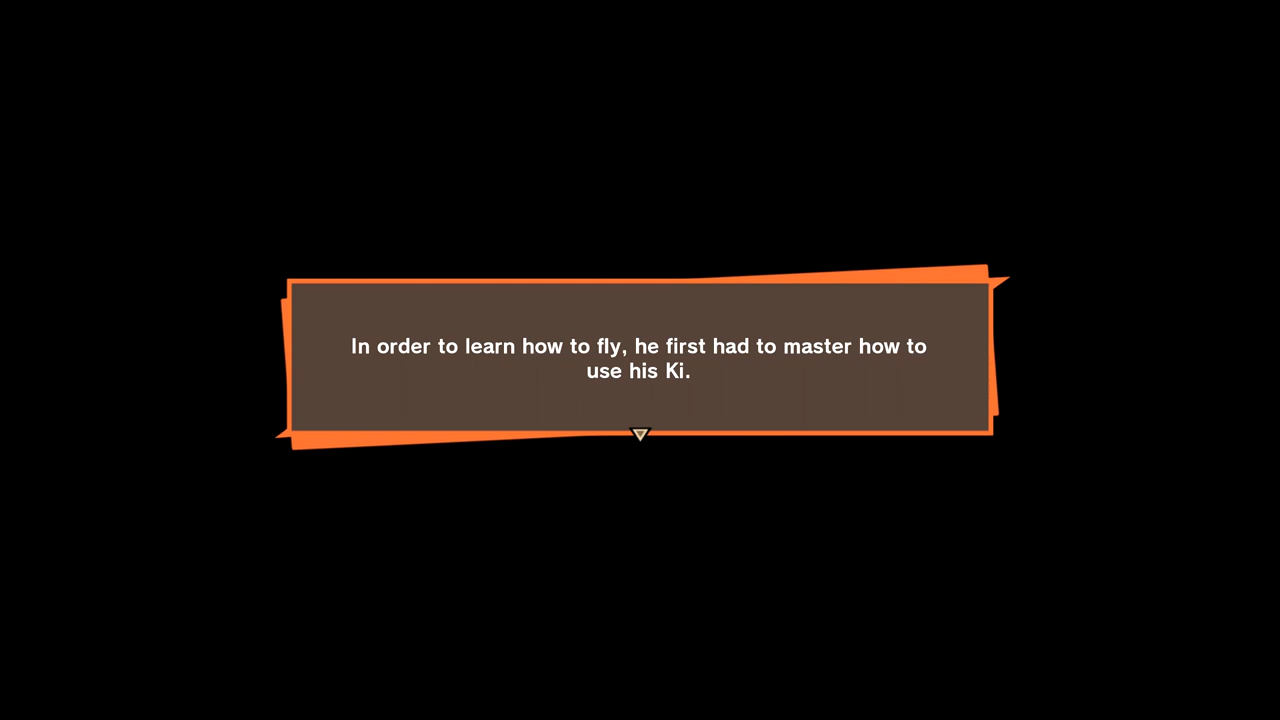 In order to learn how to fly, he first had to master how to
use his Ki.